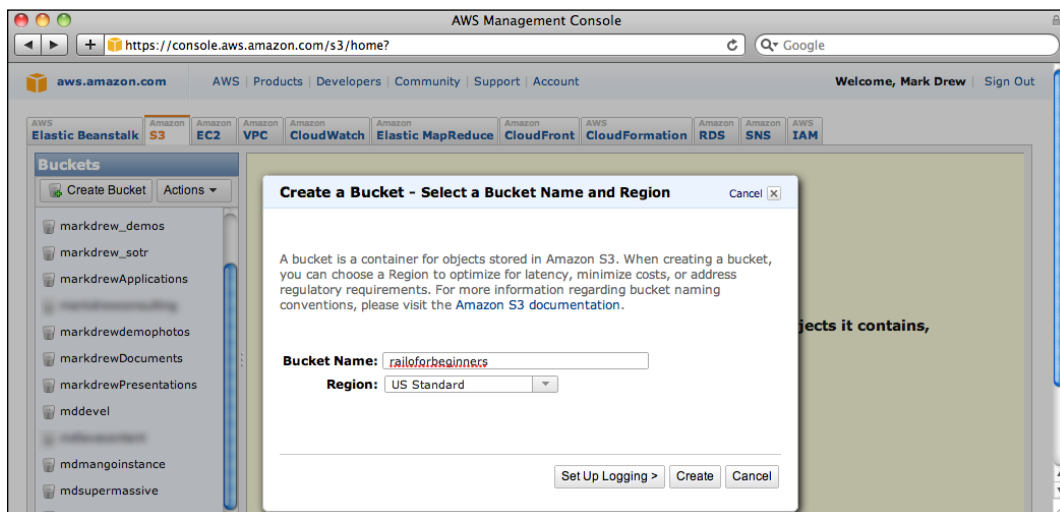 AWS Management Console
https://console.aws.amazon.com/s3/home?
Google
aws.amazon.com
AWS | Products | Developers | Community | Support | Account
Welcome, Mark Drew | Sign Out
AWS Elastic Beanstalk
Amazon S3
Amazon EC2
Amazon VPC
Amazon CloudWatch
Amazon Elastic MapReduce
Amazon CloudFront
AWS CloudFormation
Amazon RDS
Amazon SNS
AWS IAM
Buckets
Create Bucket
Actions
markdrew_demos
markdrew_sotr
markdrewApplications
markdrewdemophotos
markdrewDocuments
markdrewPresentations
mddevel
mdmangoinstance
mdsupermassive
Create a Bucket - Select a Bucket Name and Region
Cancel
A bucket is a container for objects stored in Amazon S3. When creating a bucket,
you can choose a Region to optimize for latency, minimize costs, or address
regulatory requirements. For more information regarding bucket naming
conventions, please visit the Amazon S3 documentation.
Bucket Name: railoforbeginners
Region: US Standard
Set Up Logging >
Create
Cancel
jects it contains,